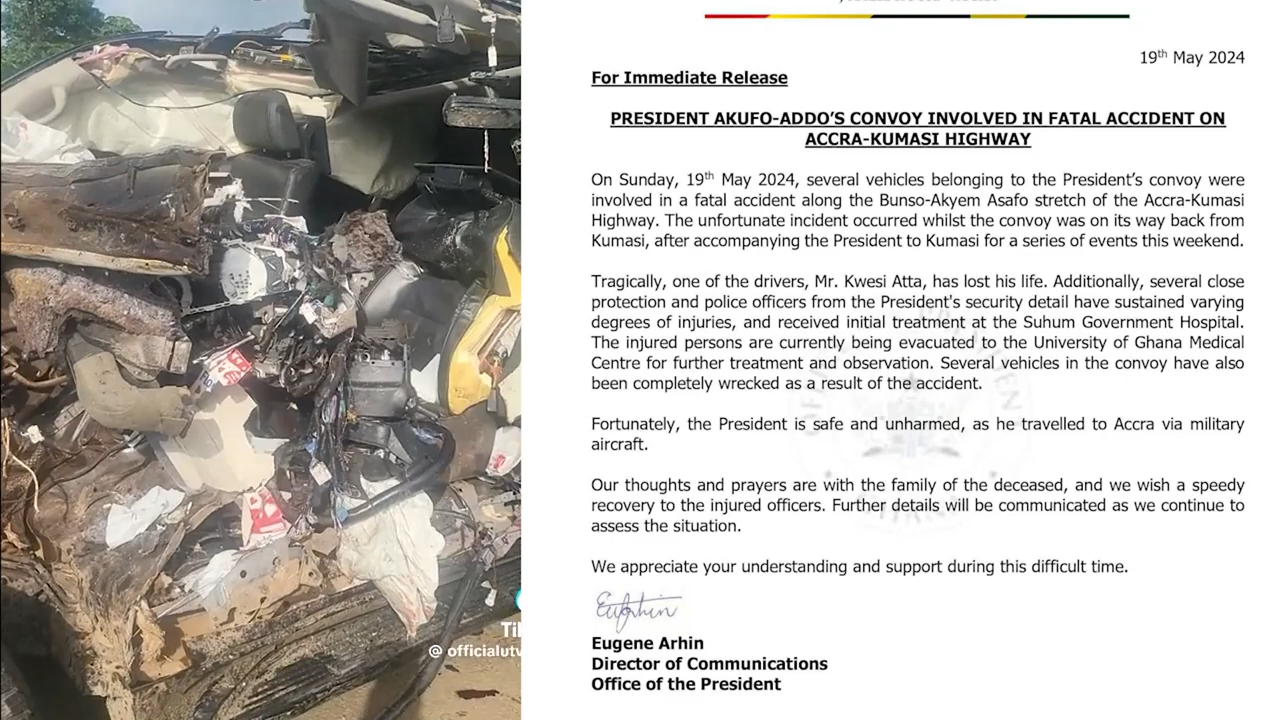 19th May 2024
For Immediate Release
PRESIDENT AKUFO-ADDO'S CONVOY INVOLVED IN FATAL ACCIDENT ON
ACCRA-KUMASI HIGHWAY
On Sunday, 19th May 2024, several vehicles belonging to the President's convoy were
involved in a fatal accident along the Bunso-Akyem Asafo stretch of the Accra-Kumasi
Highway. The unfortunate incident occurred whilst the convoy was on its way back from
Kumasi, after accompanying the President to Kumasi for a series of events this weekend.
Tragically, one of the drivers, Mr. Kwesi Atta, has lost his life. Additionally, several close
protection and police officers from the President's security detail have sustained varying
degrees of injuries, and received initial treatment at the Suhum Government Hospital.
The injured persons are currently being evacuated to the University of Ghana Medical
Centre for further treatment and observation. Several vehicles in the convoy have also
been completely wrecked as a result of the accident.
Fortunately, the President is safe and unharmed, as he travelled to Accra via military
aircraft.
Our thoughts and prayers are with the family of the deceased, and we wish a speedy
recovery to the injured officers. Further details will be communicated as we continue to
assess the situation.
We appreciate your understanding and support during this difficult time.
Eugene Arhin
Director of Communications
Office of the President
@ officialutv